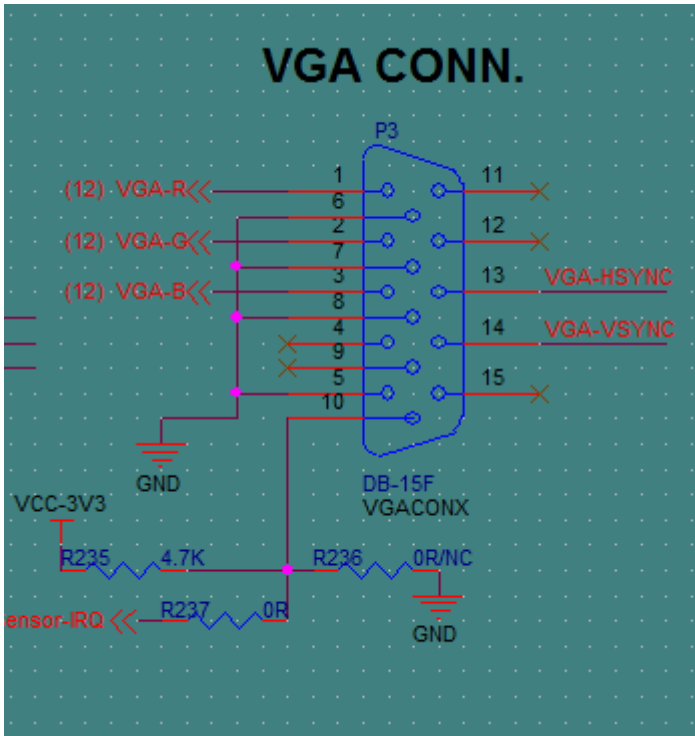 VGA CONN.
P3
1
11
(12) VGA-R
6
2
12
(12) VGA-G
7
3
13
VGA-HSYNC
(12) VGA-B
8
4
14
VGA-VSYNC
9
5
15
10
GND
DB-15F
VGACONX
VCC-3V3
R235
4.7K
R236
0R/NC
ensor-IRQ
R237
0R
GND